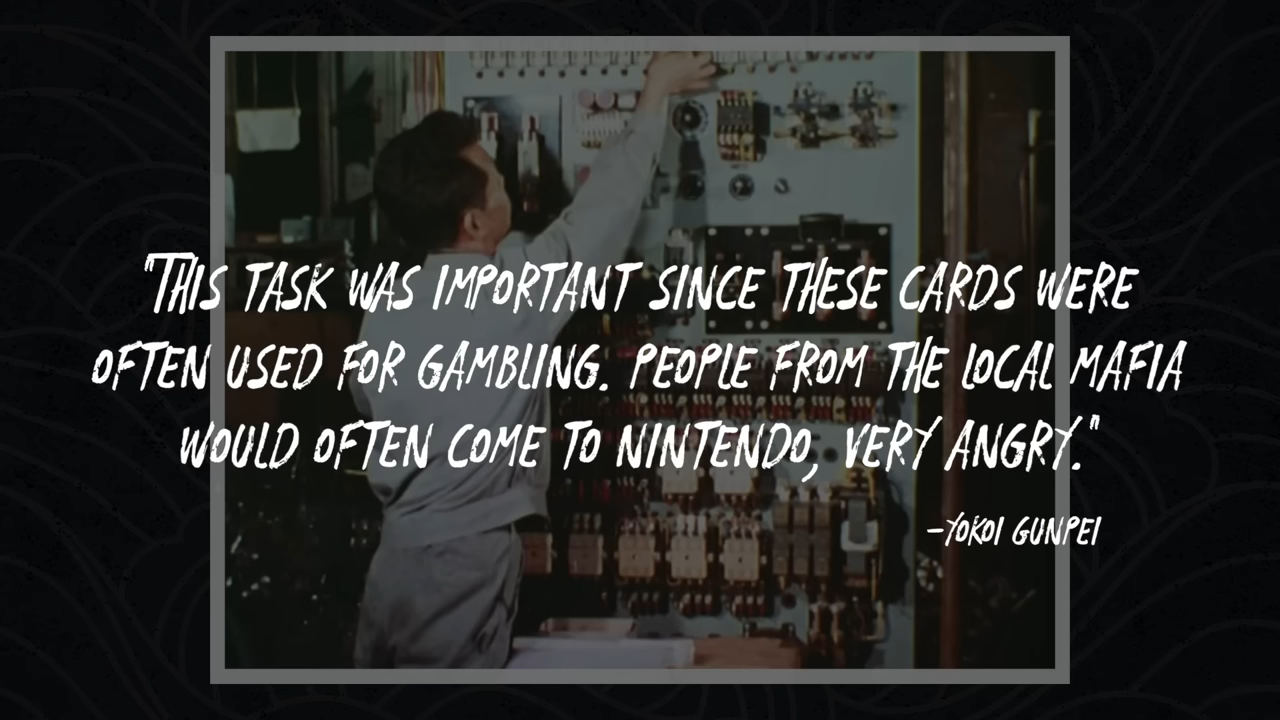 "THIS TASK WAS IMPORTANT SINCE THESE CARDS WERE
OFTEN USED FOR GAMBLING. PEOPLE FROM THE LOCAL MAFIA
WOULD OFTEN COME TO NINTENDO, VERY ANGRY."
-YOKOI GUNPEI